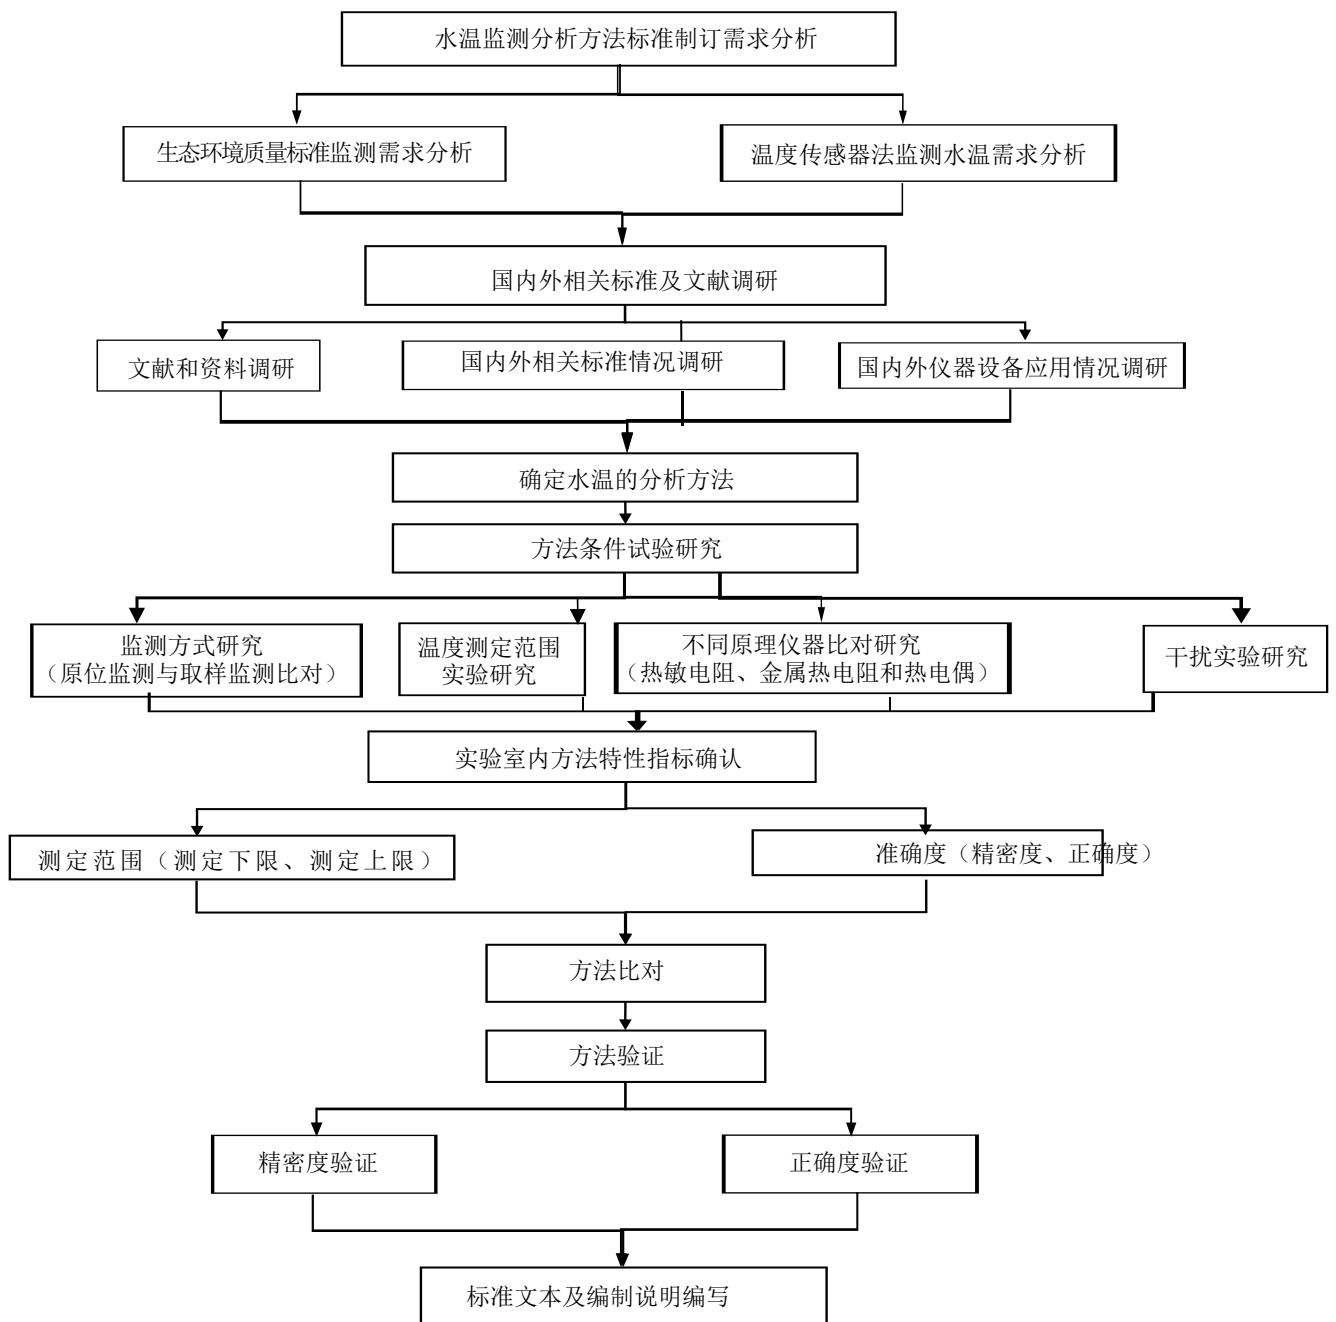 水温监测分析方法标准制订需求分析
生态环境质量标准监测需求分析
温度传感器法监测水温需求分析
国内外相关标准及文献调研
文献和资料调研
国内外相关标准情况调研
国内外仪器设备应用情况调研
确定水温的分析方法
方法条件试验研究
监测方式研究
（原位监测与取样监测比对）
温度测定范围
实验研究
不同原理仪器比对研究
（热敏电阻、金属热电阻和热电偶）
干扰实验研究
实验室内方法特性指标确认
测定范围（测定下限、测定上限）
准确度（精密度、正确度）
方法比对
方法验证
精密度验证
正确度验证
标准文本及编制说明编写